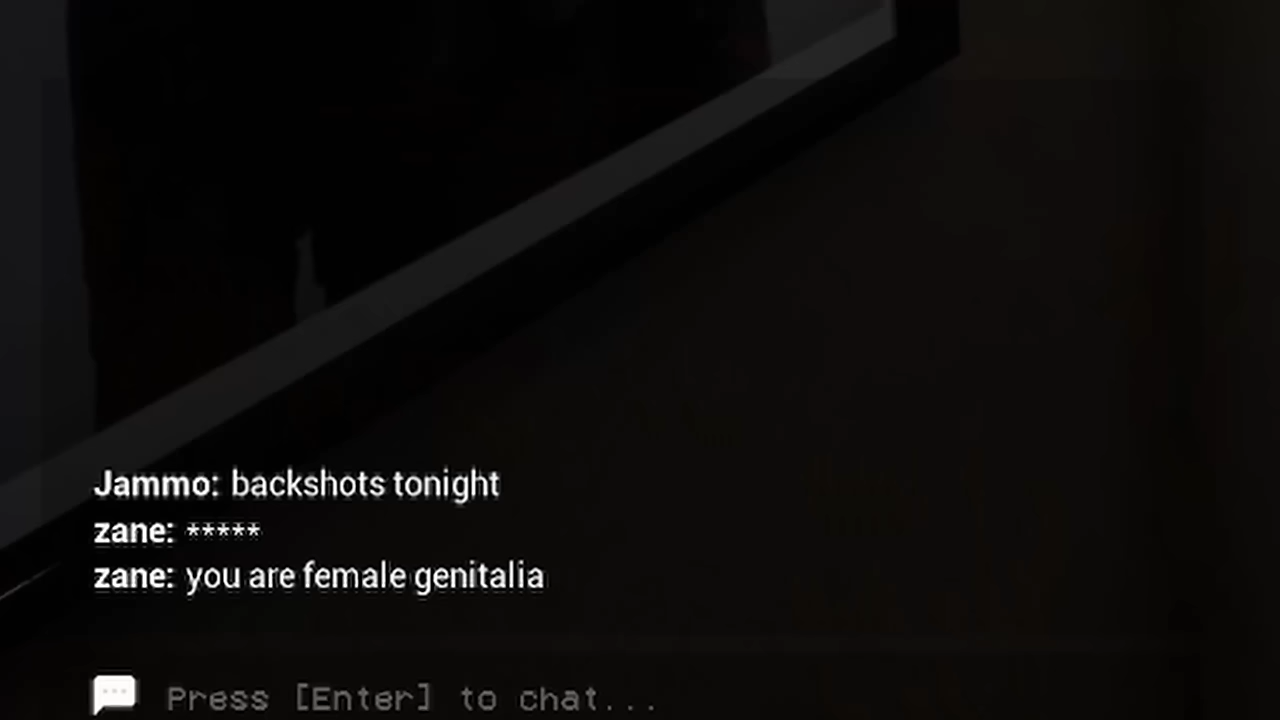 Jammo: backshots tonight
zane: *****
zane: you are female genitalia
Press [Enter] to chat...